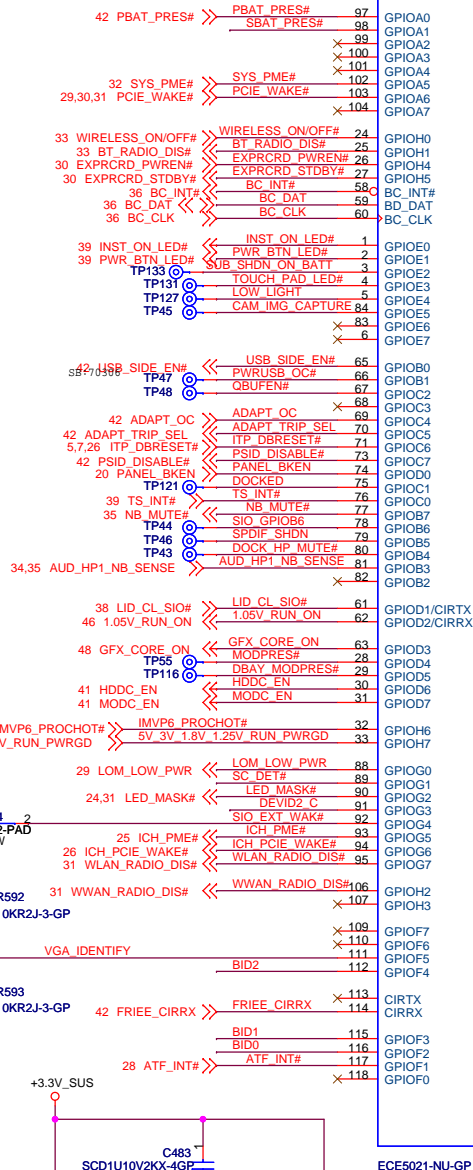 42 PBAT_PRES# PBAT_PRES# 97 GPIOA0
SBAT_PRES# 98 GPIOA1
99 GPIOA2
100 GPIOA3
101 GPIOA4
32 SYS_PME# SYS_PME# 102 GPIOA5
29,30,31 PCIE_WAKE# PCIE_WAKE# 103 GPIOA6
104 GPIOA7
33 WIRELESS_ON/OFF# WIRELESS_ON/OFF# 24 GPIOH0
33 BT_RADIO_DIS# BT_RADIO_DIS# 25 GPIOH1
30 EXPRCRD_PWREN# EXPRCRD_PWREN# 26 GPIOH4
30 EXPRCRD_STDBY# EXPRCRD_STDBY# 27 GPIOH5
36 BC_INT# BC_INT# 58 BC_INT#
36 BC_DAT BC_DAT 59 BD_DAT
36 BC_CLK BC_CLK 60 BC_CLK
39 INST_ON_LED# INST_ON_LED# 1 GPIOE0
39 PWR_BTN_LED# PWR_BTN_LED# 2 GPIOE1
TP133 SUB_SHDN_ON_BATT 3 GPIOE2
TP131 TOUCH_PAD_LED# 4 GPIOE3
TP127 LOW_LIGHT 5 GPIOE4
TP45 CAM_IMG_CAPTURE 84 GPIOE5
83 GPIOE6
6 GPIOE7
42 USB_SIDE_EN# USB_SIDE_EN# 65 GPIOB0
TP47 PWRUSB_OC# 66 GPIOB1
TP48 QBUFEN# 67 GPIOC2
68 GPIOC3
42 ADAPT_OC ADAPT_OC 69 GPIOC4
42 ADAPT_TRIP_SEL ADAPT_TRIP_SEL 70 GPIOC5
5,7,26 ITP_DBRESET# ITP_DBRESET# 71 GPIOC6
42 PSID_DISABLE# PSID_DISABLE# 73 GPIOC7
20 PANEL_BKEN PANEL_BKEN 74 GPIOD0
TP121 DOCKED 75 GPIOC1
39 TS_INT# TS_INT# 76 GPIOC0
35 NB_MUTE# NB_MUTE# 77 GPIOB7
TP44 SIO_GPIOB6 78 GPIOB6
TP46 SPDIF_SHDN 79 GPIOB5
TP43 DOCK_HP_MUTE# 80 GPIOB4
34,35 AUD_HP1_NB_SENSE AUD_HP1_NB_SENSE 81 GPIOB3
82 GPIOB2
38 LID_CL_SIO# LID_CL_SIO# 61 GPIOD1/CIRTX
46 1.05V_RUN_ON 1.05V_RUN_ON 62 GPIOD2/CIRRX
48 GFX_CORE_ON GFX_CORE_ON 63 GPIOD3
TP55 MODPRES# 28 GPIOD4
TP116 DBAY_MODPRES# 29 GPIOD5
41 HDDC_EN HDDC_EN 30 GPIOD6
41 MODC_EN MODC_EN 31 GPIOD7
MVP6_PROCHOT# IMVP6_PROCHOT# 32 GPIOH6
V_RUN_PWRGD 5V_3V_1.8V_1.25V_RUN_PWRGD 33 GPIOH7
29 LOM_LOW_PWR LOM_LOW_PWR 88 GPIOG0
SC_DET# 89 GPIOG1
24,31 LED_MASK# LED_MASK# 90 GPIOG2
DEVID2_C 91 GPIOG3
2 SIO_EXT_WAK# 92 GPIOG4
2-PAD
25 ICH_PME# ICH_PME# 93 GPIOG5
26 ICH_PCIE_WAKE# ICH_PCIE_WAKE# 94 GPIOG6
31 WLAN_RADIO_DIS# WLAN_RADIO_DIS# 95 GPIOG7
31 WWAN_RADIO_DIS# WWAN_RADIO_DIS# 106 GPIOH2
R592
107 GPIOH3
0KR2J-3-GP
109 GPIOF7
110 GPIOF6
VGA_IDENTIFY 111 GPIOF5
BID2 112 GPIOF4
R593
113 CIRTX
0KR2J-3-GP
42 FRIEE_CIRRX FRIEE_CIRRX 114 CIRRX
BID1 115 GPIOF3
BID0 116 GPIOF2
28 ATF_INT# ATF_INT# 117 GPIOF1
118 GPIOF0
+3.3V_SUS
C483 1
SCD1U10V2KX-4GP
ECE5021-NU-GP